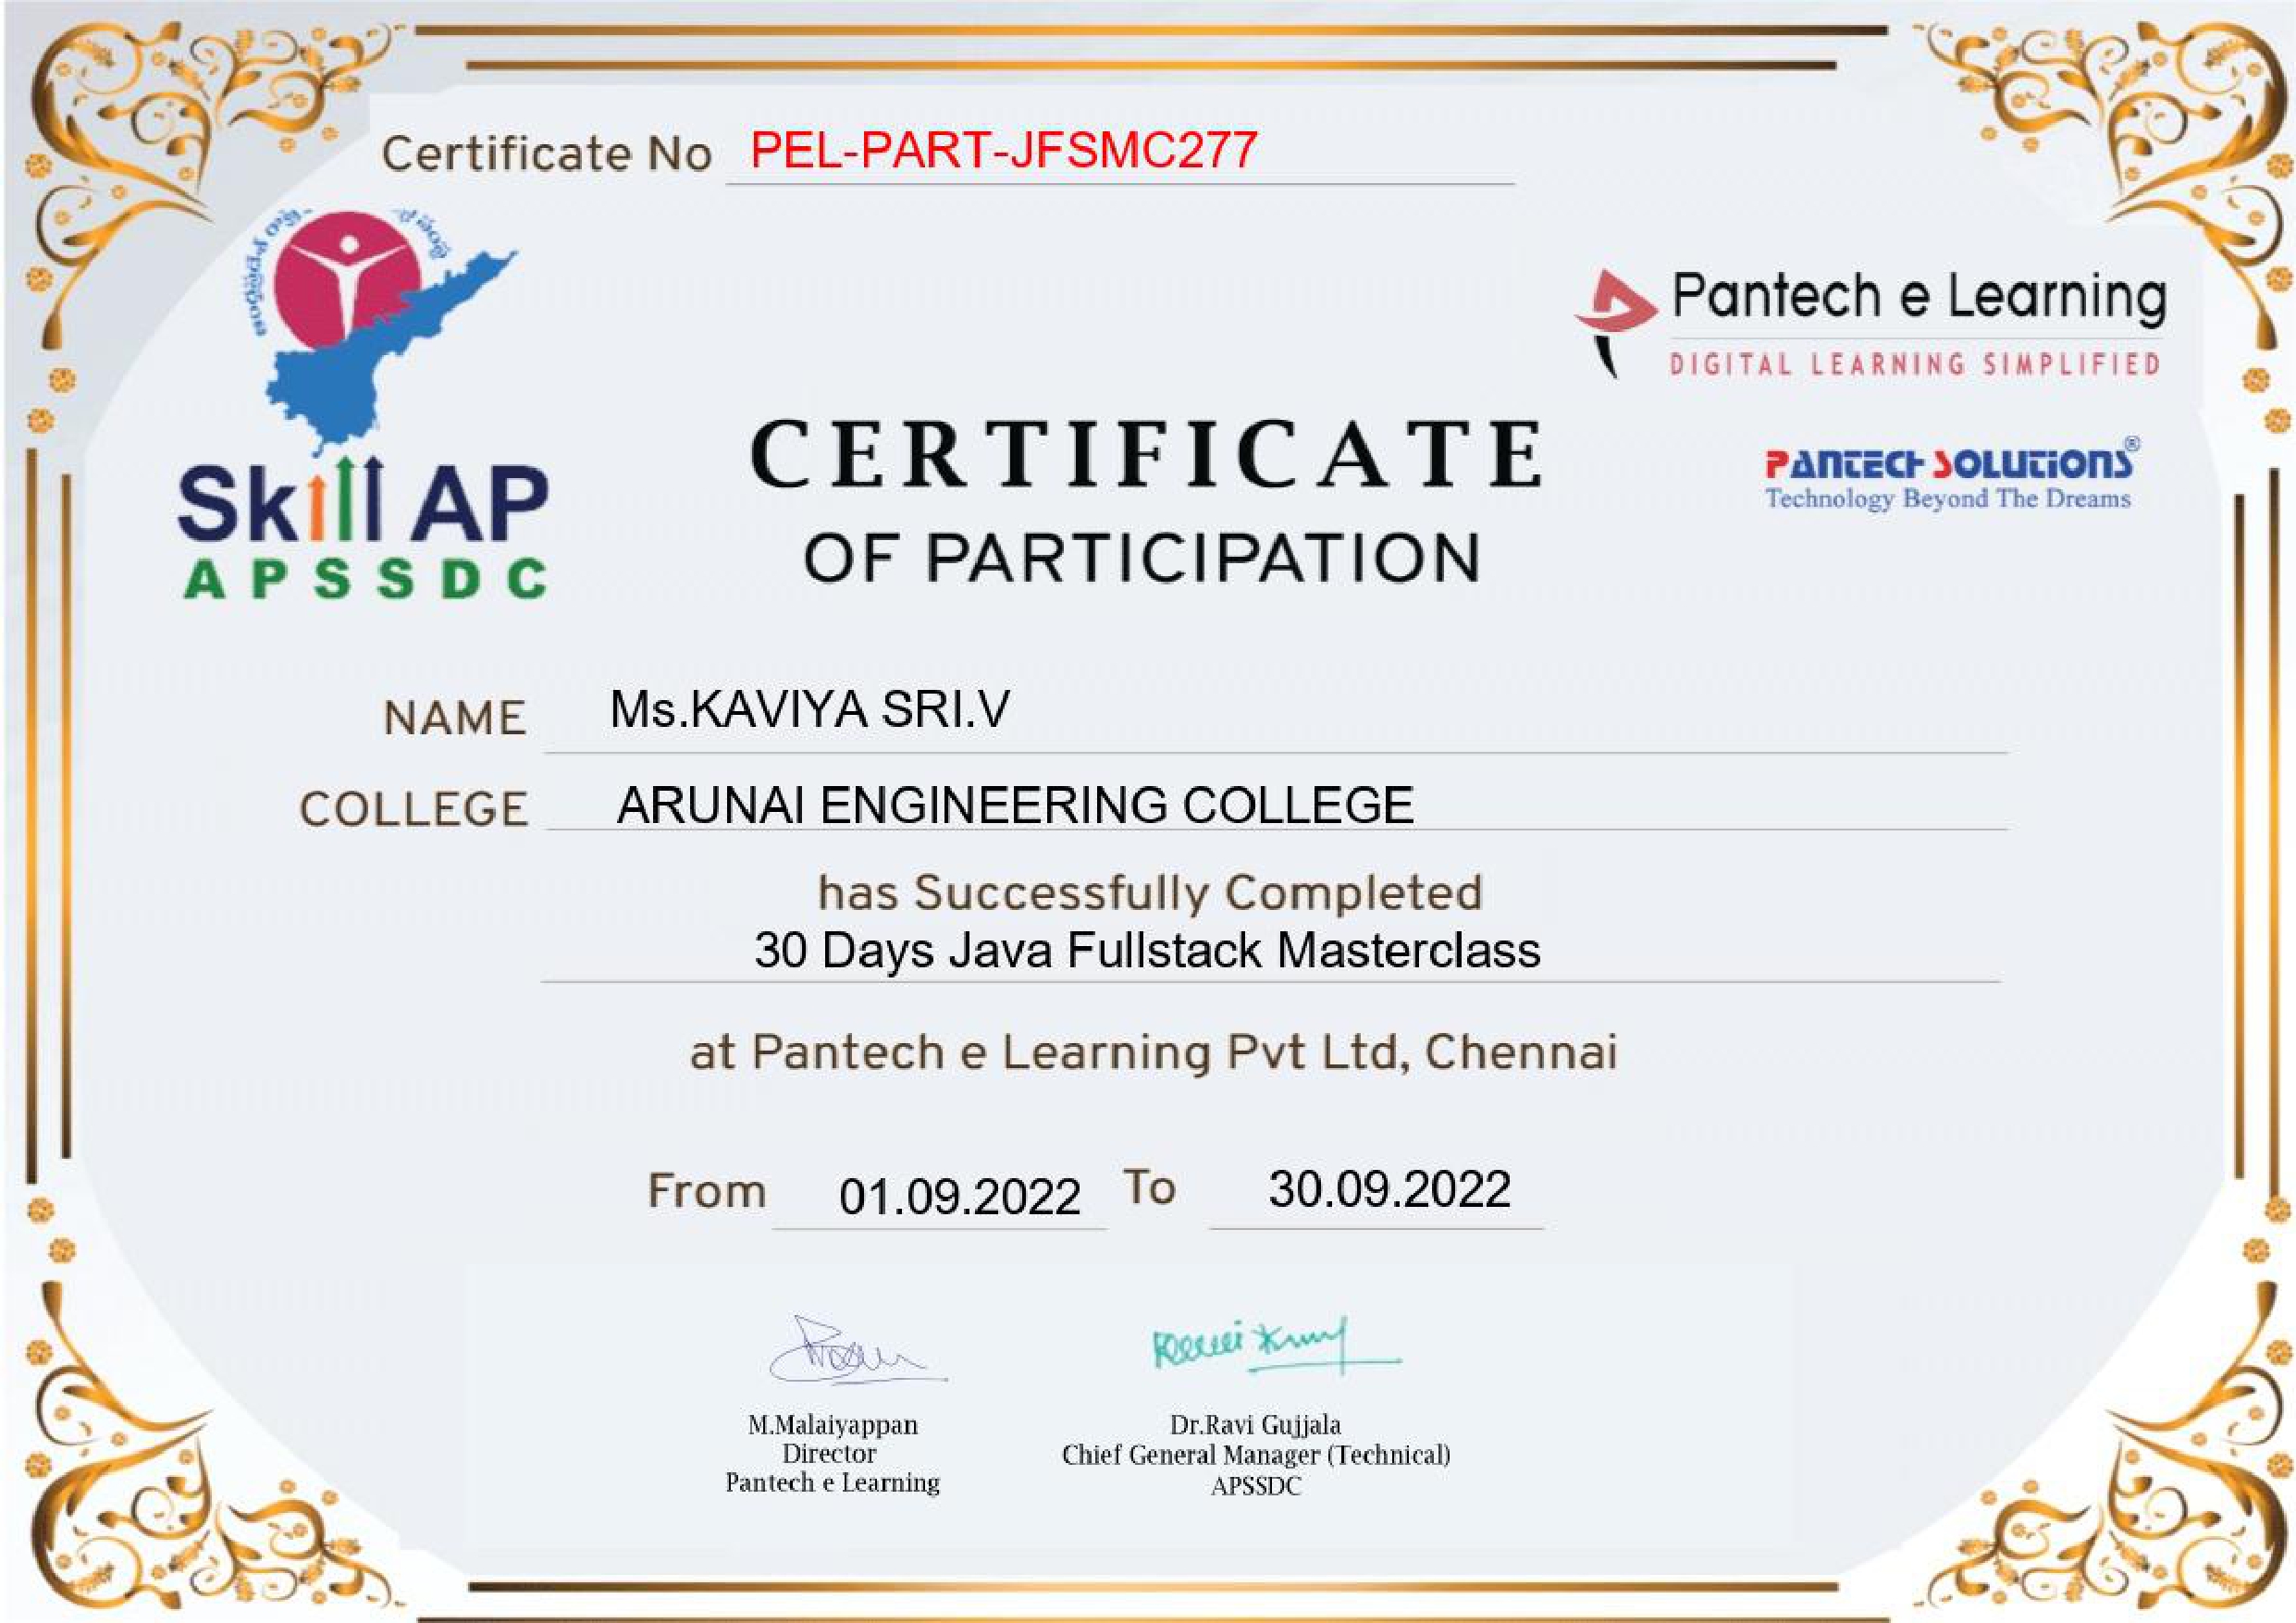 Certificate No PEL-PART-JFSMC277
Pantech e Learning
DIGITAL LEARNING SIMPLIFIED
PANTECH SOLUTIONS®
Technology Beyond The Dreams
Skill AP
APSSDC
CERTIFICATE
OF PARTICIPATION
NAME Ms.KAVIYA SRI.V
COLLEGE ARUNAI ENGINEERING COLLEGE
has Successfully Completed
30 Days Java Fullstack Masterclass
at Pantech e Learning Pvt Ltd, Chennai
From 01.09.2022 To 30.09.2022
M.Malaiyappan
Director
Pantech e Learning
Dr.Ravi Gujjala
Chief General Manager (Technical)
APSSDC